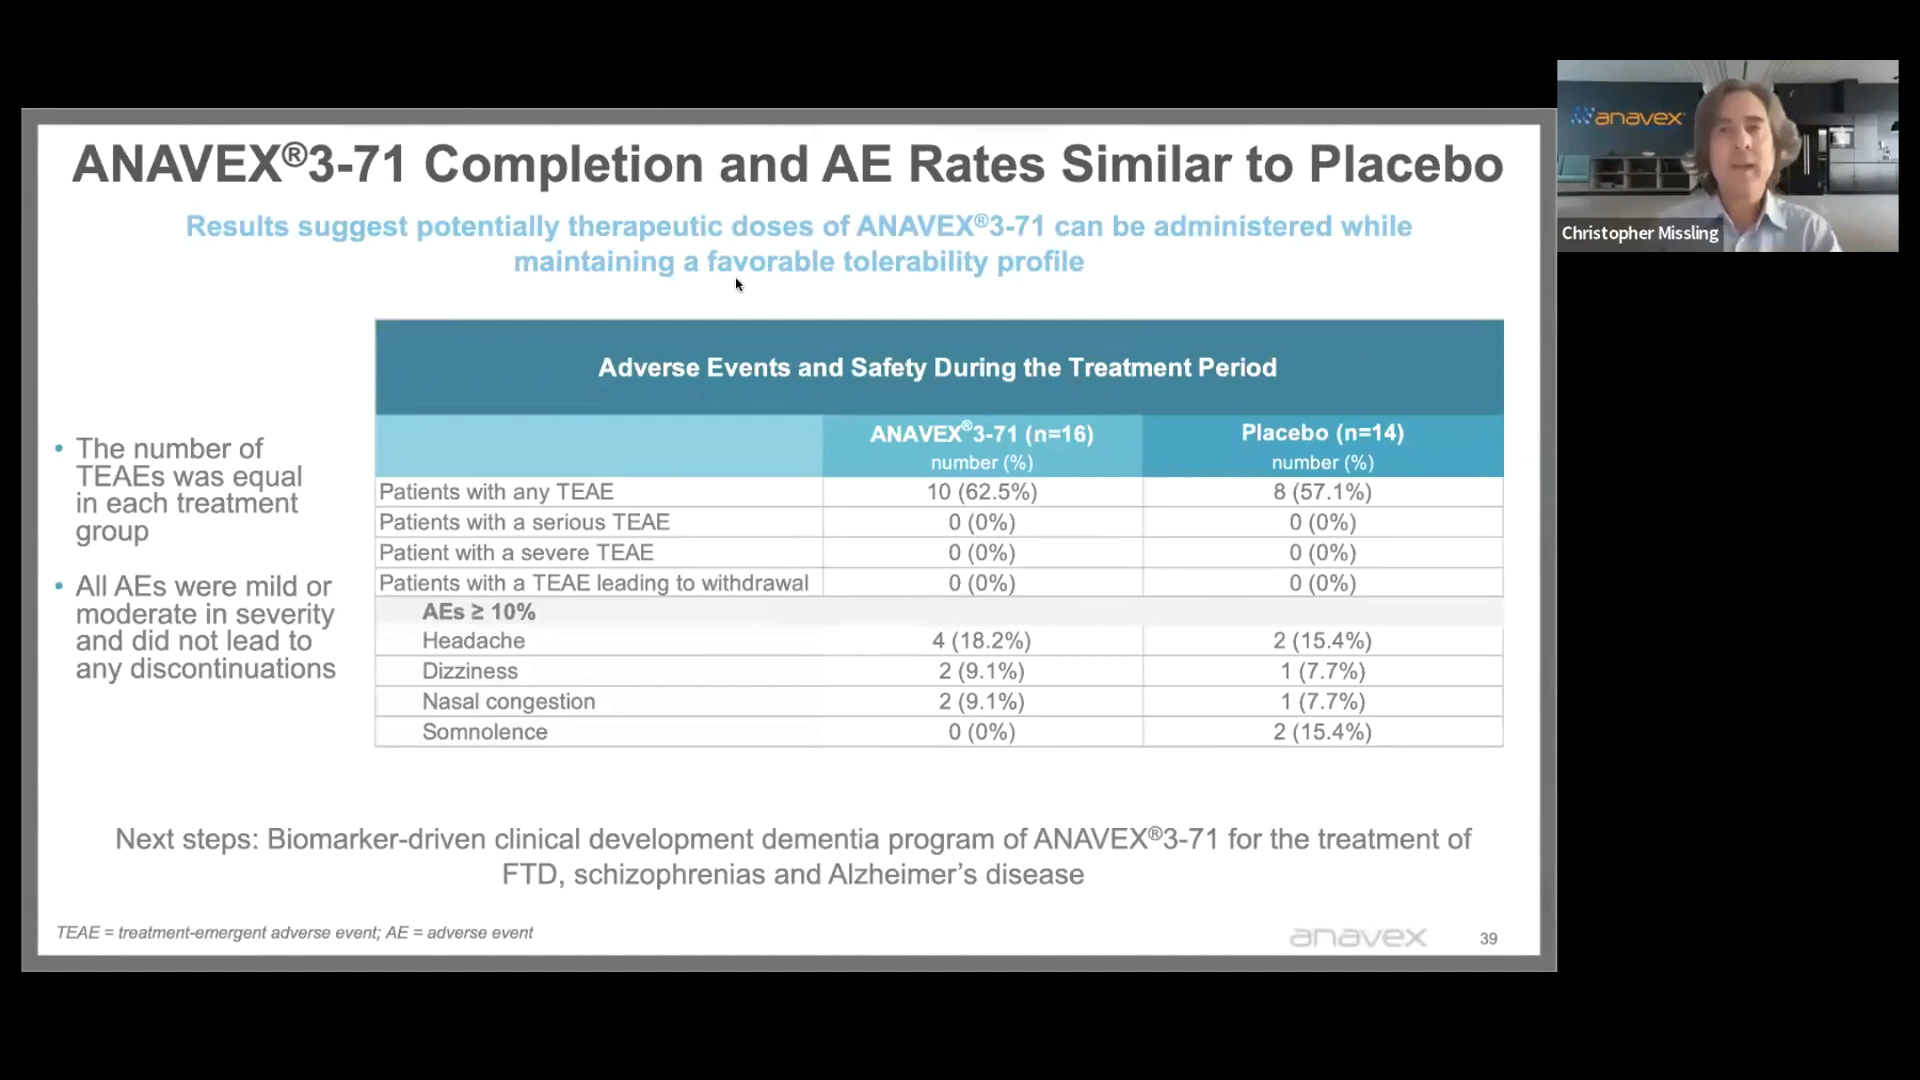 ANAVEX®3-71 Completion and AE Rates Similar to Placebo
Results suggest potentially therapeutic doses of ANAVEX®3-71 can be administered while
maintaining a favorable tolerability profile
anavex
Christopher Missling
• The number of
TEAEs was equal
in each treatment
group
• All AEs were mild or
moderate in severity
and did not lead to
any discontinuations
Adverse Events and Safety During the Treatment Period
ANAVEX®3-71 (n=16) Placebo (n=14)
number (%) number (%)
Patients with any TEAE 10 (62.5%) 8 (57.1%)
Patients with a serious TEAE 0 (0%) 0 (0%)
Patient with a severe TEAE 0 (0%) 0 (0%)
Patients with a TEAE leading to withdrawal 0 (0%) 0 (0%)
AEs ≥ 10%
Headache 4 (18.2%) 2 (15.4%)
Dizziness 2 (9.1%) 1 (7.7%)
Nasal congestion 2 (9.1%) 1 (7.7%)
Somnolence 0 (0%) 2 (15.4%)
Next steps: Biomarker-driven clinical development dementia program of ANAVEX®3-71 for the treatment of
FTD, schizophrenias and Alzheimer’s disease
TEAE = treatment-emergent adverse event; AE = adverse event
anavex 39